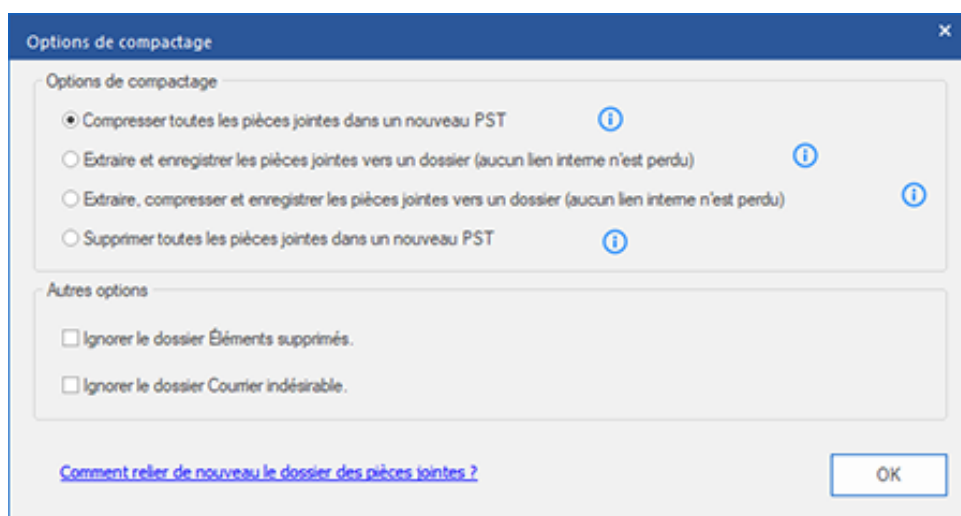 Options de compactage
Options de compactage
Compresser toutes les pièces jointes dans un nouveau PST
Extraire et enregistrer les pièces jointes vers un dossier (aucun lien interne n'est perdu)
Extraire, compresser et enregistrer les pièces jointes vers un dossier (aucun lien interne n'est perdu)
Supprimer toutes les pièces jointes dans un nouveau PST
Autres options
Ignorer le dossier Éléments supprimés.
Ignorer le dossier Courrier indésirable.
Comment relier de nouveau le dossier des pièces jointes ?
OK